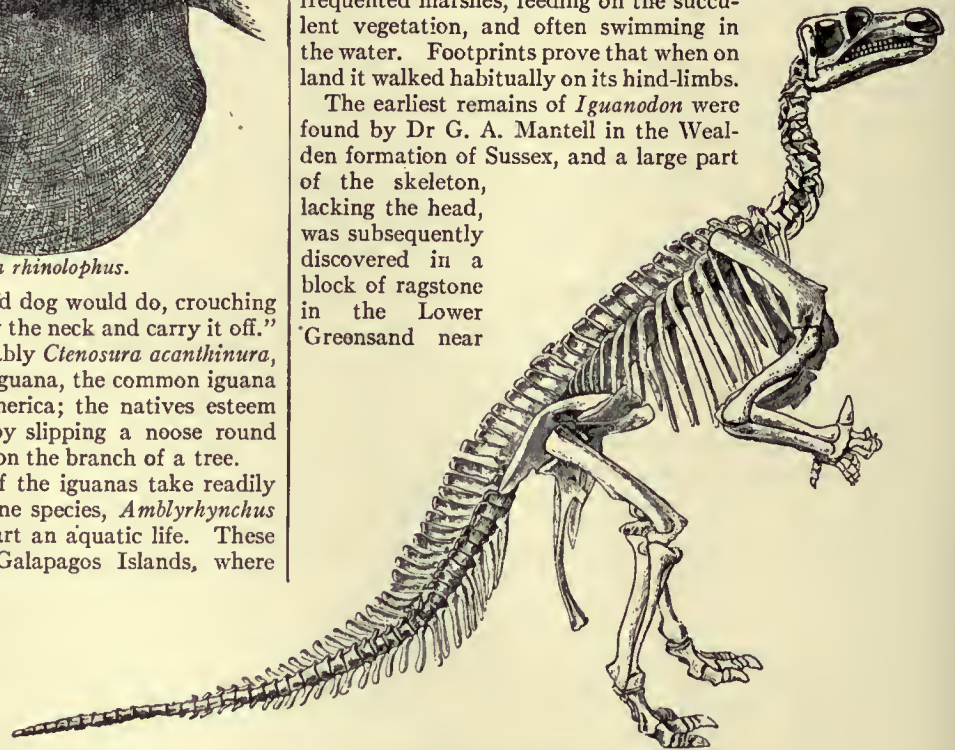 rhinolophus.
d dog would do, crouching
the neck and carry it off."
bly Ctenosura acanthinura,
guana, the common iguana
merica; the natives esteem
by slipping a noose round
on the branch of a tree.
f the iguanas take readily
ne species, Amblyrhynchus
art an aquatic life. These
Galapagos Islands, where
frequented marshes, feeding on the succu-
lent vegetation, and often swimming in
the water. Footprints prove that when on
land it walked habitually on its hind-limbs.
The earliest remains of Iguanodon were
found by Dr G. A. Mantell in the Weal-
den formation of Sussex, and a large part
of the skeleton,
lacking the head,
was subsequently
discovered in a
block of ragstone
in the Lower
Greensand near